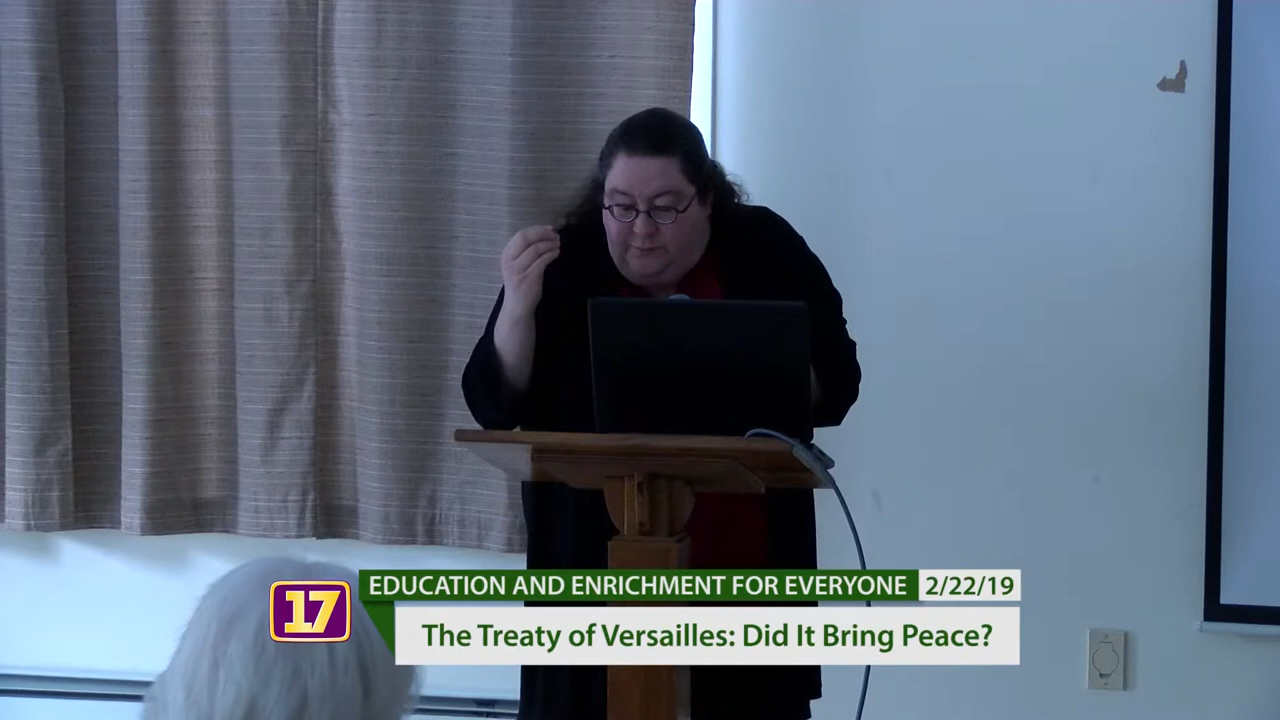 17
EDUCATION AND ENRICHMENT FOR EVERYONE 2/22/19
The Treaty of Versailles: Did It Bring Peace?